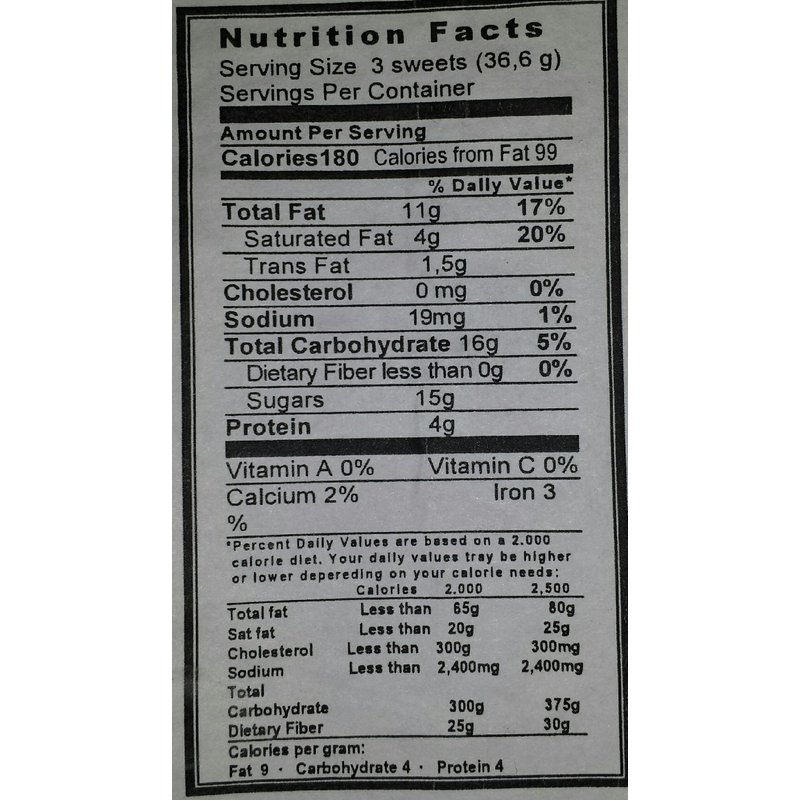 Nutrition Facts
Serving Size 3 sweets (36,6 g)
Servings Per Container
Amount Per Serving
Calories180 Calories from Fat 99
% Daily Value*
Total Fat 11g 17%
Saturated Fat 4g 20%
Trans Fat 1,5g
Cholesterol 0 mg 0%
Sodium 19mg 1%
Total Carbohydrate 16g 5%
Dietary Fiber less than 0g 0%
Sugars 15g
Protein 4g
Vitamin A 0% Vitamin C 0%
Calcium 2% Iron 3
%
*Percent Daily Values are based on a 2.000
calorie diet. Your daily values tray be higher
or lower depereding on your calorie needs:
Calories 2.000 2,500
Total fat Less than 65g 80g
Sat fat Less than 20g 25g
Cholesterol Less than 300g 300mg
Sodium Less than 2,400mg 2,400mg
Total
Carbohydrate 300g 375g
Dietary Fiber 25g 30g
Calories per gram:
Fat 9 · Carbohydrate 4 · Protein 4